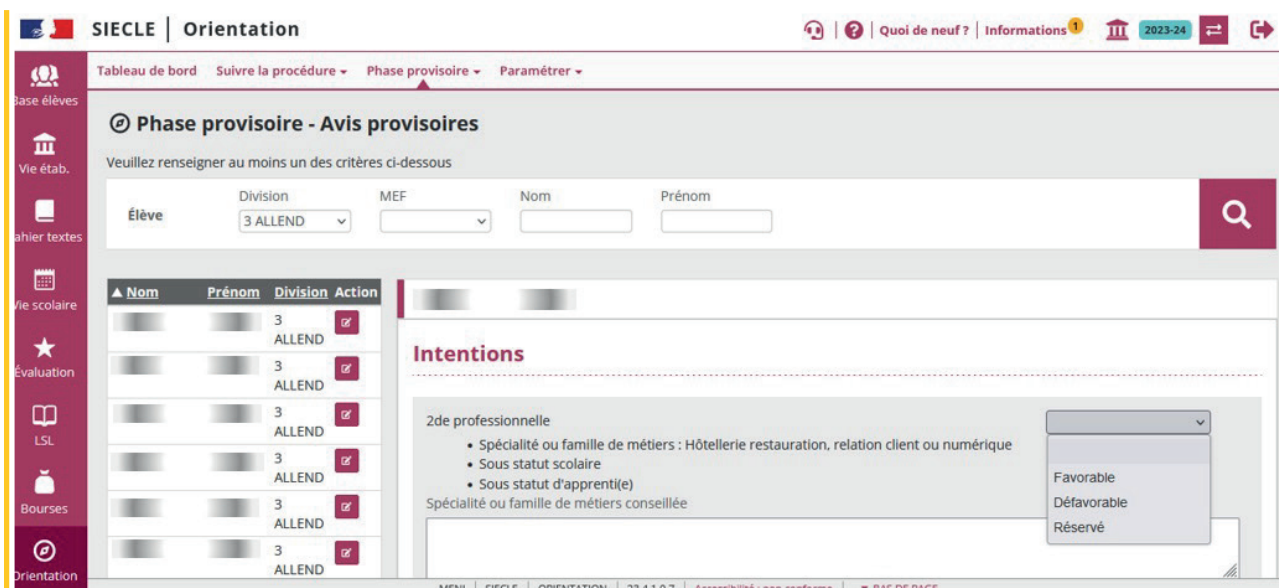 SIECLE | Orientation
Quoi de neuf ? | Informations 1 2023-24
Tableau de bord Suivre la procédure Phase provisoire Paramétrer
Base élèves
Vie étab.
ahier textes
Vie scolaire
Évaluation
LSL
Bourses
Orientation
Phase provisoire - Avis provisoires
Veuillez renseigner au moins un des critères ci-dessous
Division MEF Nom Prénom
Élève 3 ALLEND
▲ Nom Prénom Division Action
3
ALLEND
3
ALLEND
3
ALLEND
3
ALLEND
3
ALLEND
3
ALLEND
Intentions
2de professionnelle
• Spécialité ou famille de métiers : Hôtellerie restauration, relation client ou numérique
• Sous statut scolaire
• Sous statut d'apprenti(e)
Spécialité ou famille de métiers conseillée
Favorable
Défavorable
Réservé